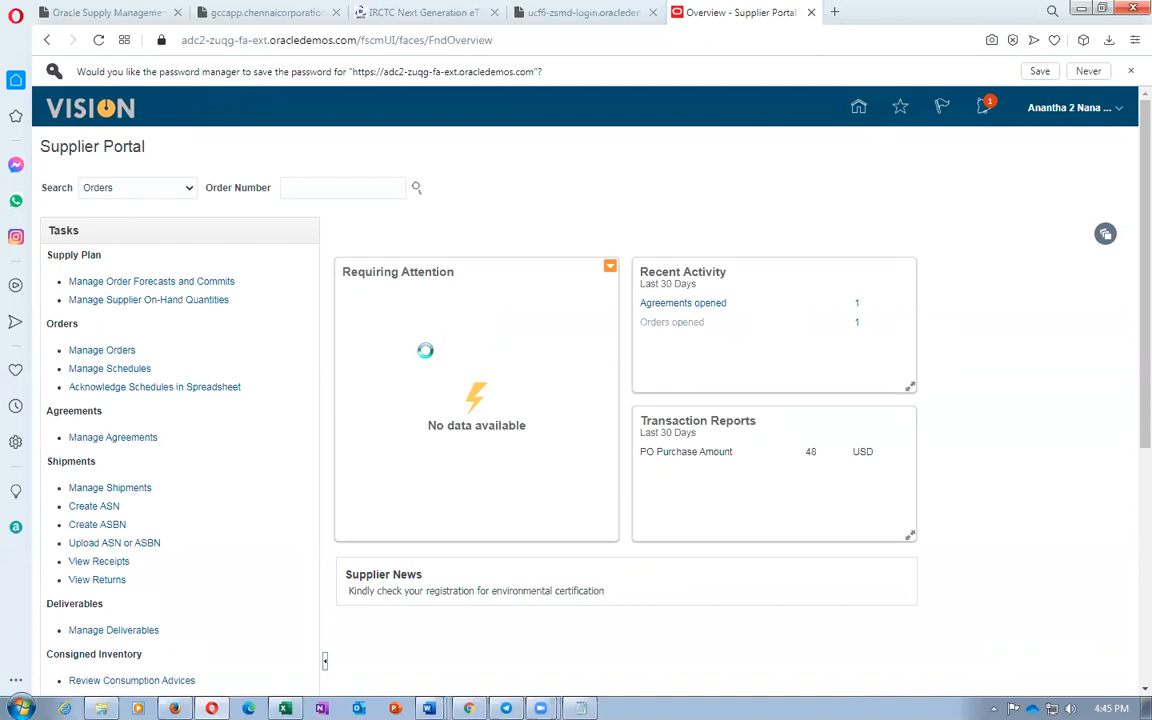 Oracle Supply Manageme
gccapp.chennaicorporatio
IRCTC Next Generation eT
ucf6-zsmd-login.oracledem
Overview - Supplier Portal
adc2-zuqg-fa-ext.oracledemos.com/fscmUI/faces/FndOverview
Would you like the password manager to save the password for "https://adc2-zuqg-fa-ext.oracledemos.com"?
Save
Never
VISION
1
Anantha 2 Nana ...
Supplier Portal
Search
Orders
Order Number
Tasks
Supply Plan
Manage Order Forecasts and Commits
Manage Supplier On-Hand Quantities
Orders
Manage Orders
Manage Schedules
Acknowledge Schedules in Spreadsheet
Agreements
Manage Agreements
Shipments
Manage Shipments
Create ASN
Create ASBN
Upload ASN or ASBN
View Receipts
View Returns
Deliverables
Manage Deliverables
Consigned Inventory
Review Consumption Advices
Requiring Attention
No data available
Recent Activity
Last 30 Days
Agreements opened 1
Orders opened 1
Transaction Reports
Last 30 Days
PO Purchase Amount 48 USD
Supplier News
Kindly check your registration for environmental certification
4:45 PM